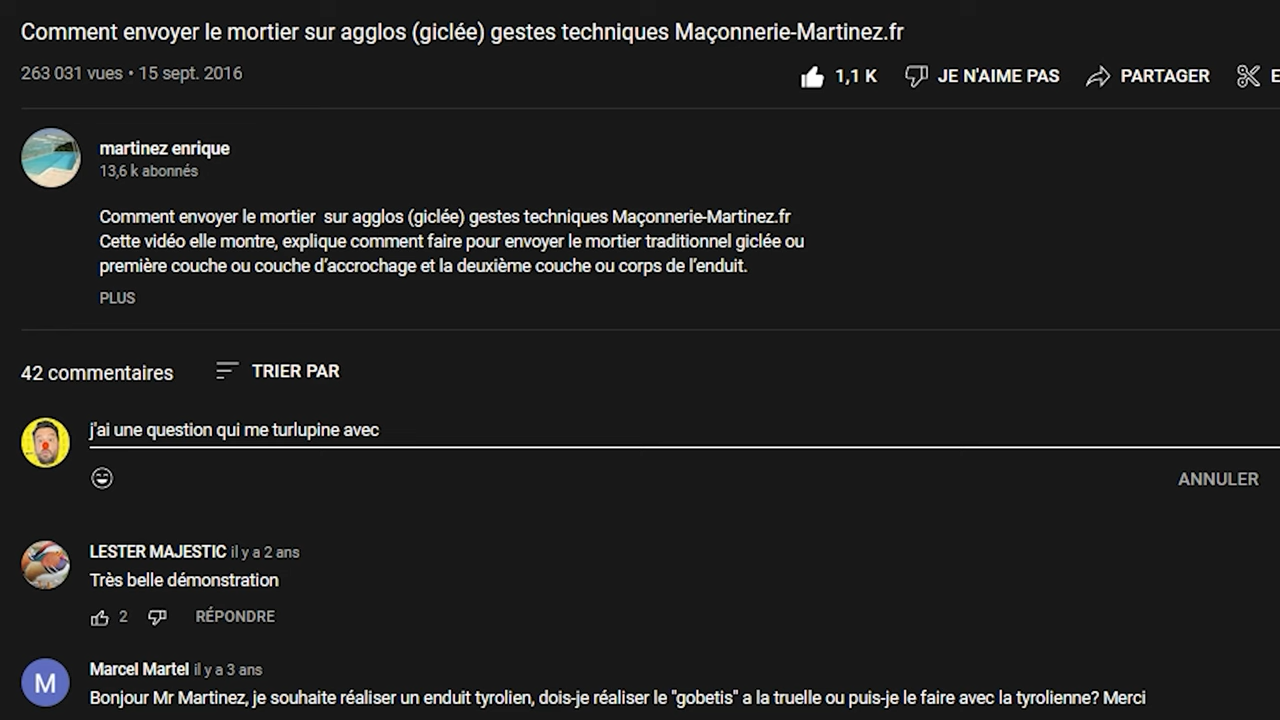 Comment envoyer le mortier sur agglos (giclée) gestes techniques Maçonnerie-Martinez.fr
263 031 vues • 15 sept. 2016
1,1 K JE N'AIME PAS PARTAGER E
martinez enrique
13,6 k abonnés
Comment envoyer le mortier sur agglos (giclée) gestes techniques Maçonnerie-Martinez.fr
Cette vidéo elle montre, explique comment faire pour envoyer le mortier traditionnel giclée ou
première couche ou couche d'accrochage et la deuxième couche ou corps de l'enduit.
PLUS
42 commentaires TRIER PAR
j'ai une question qui me turlupine avec
ANNULER
LESTER MAJESTIC il y a 2 ans
Très belle démonstration
2 RÉPONDRE
M
Marcel Martel il y a 3 ans
Bonjour Mr Martinez, je souhaite réaliser un enduit tyrolien, dois-je réaliser le "gobetis" a la truelle ou puis-je le faire avec la tyrolienne? Merci